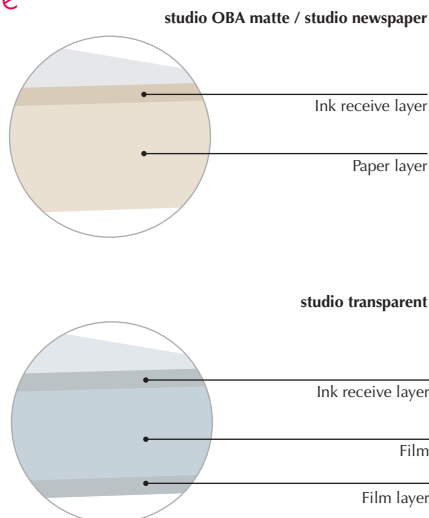 e
studio OBA matte / studio newspaper
Ink receive layer
Paper layer
studio transparent
Ink receive layer
Film
Film layer